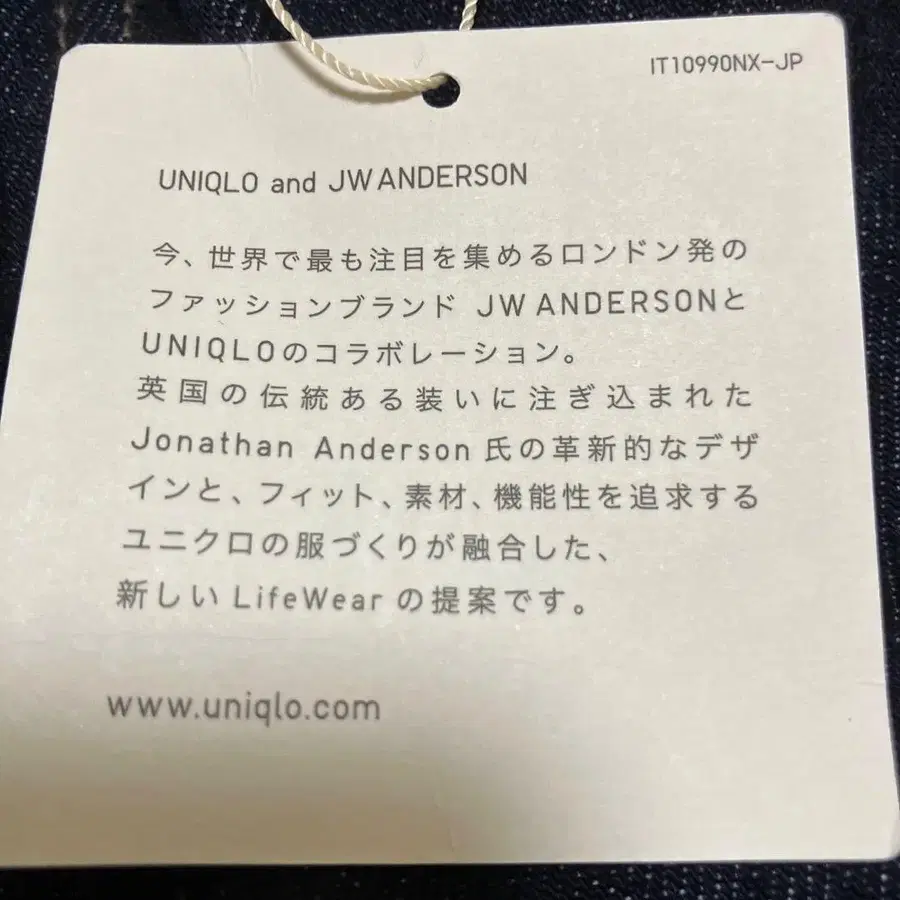 IT10990NX-JP
UNIQLO and JW ANDERSON
今、世界で最も注目を集めるロンドン発の
ファッションブランド JW ANDERSONと
UNIQLOのコラボレーション。
英国の伝統ある装いに注ぎ込まれた
Jonathan Anderson 氏の革新的なデザ
インと、フィット、素材、機能性を追求する
ユニクロの服づくりが融合した、
新しい LifeWear の提案です。
www.uniqlo.com